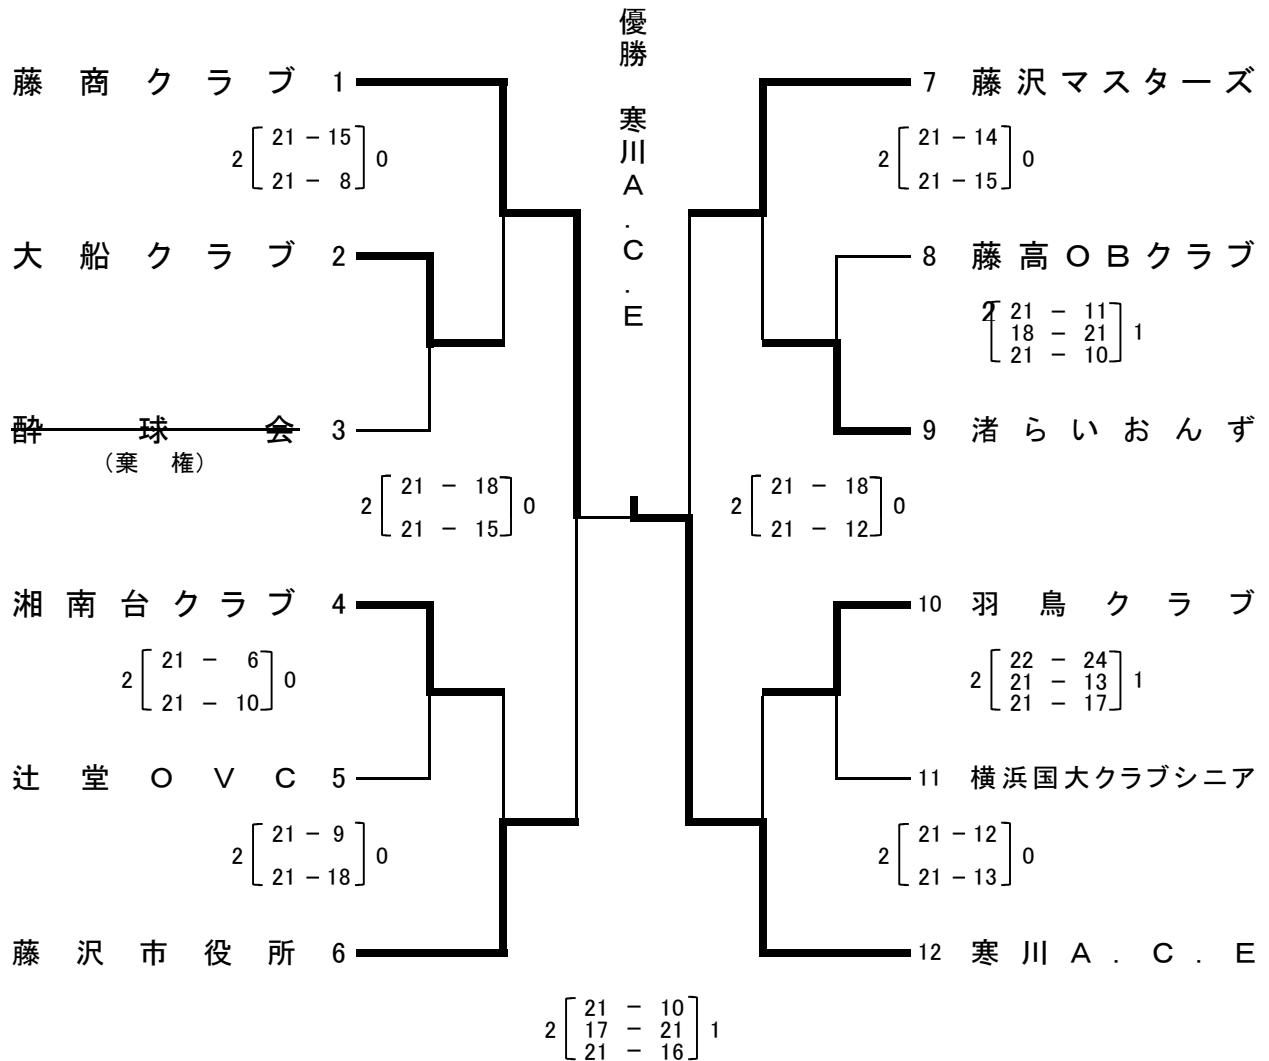 優勝 寒川A.C.E
藤商クラブ 1
2 21 - 15 0
21 - 8
大船クラブ 2
酔球会 3
(棄権)
2 21 - 18 0
21 - 15
湘南台クラブ 4
2 21 - 6 0
21 - 10
辻堂OVC 5
2 21 - 9 0
21 - 18
藤沢市役所 6
7 藤沢マスターズ
2 21 - 14 0
21 - 15
8 藤高OBクラブ
2 21 - 11 1
18 - 21
21 - 10
9 渚らいおんず
2 21 - 18 0
21 - 12
10 羽鳥クラブ
2 22 - 24 1
21 - 13
21 - 17
11 横浜国大クラブシニア
2 21 - 12 0
21 - 13
12 寒川A.C.E
2 21 - 10 1
17 - 21
21 - 16